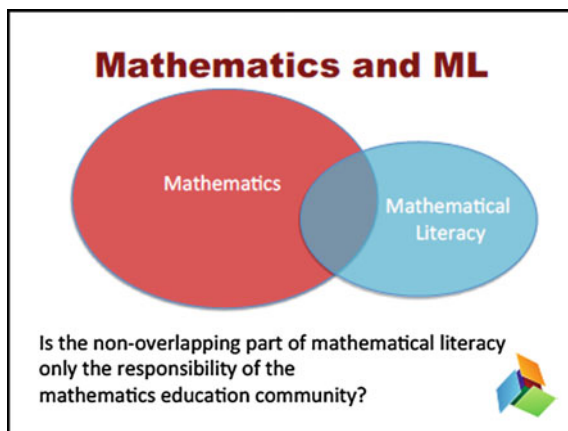 Mathematics and ML
Mathematics
Mathematical
Literacy
Is the non-overlapping part of mathematical literacy
only the responsibility of the
mathematics education community?